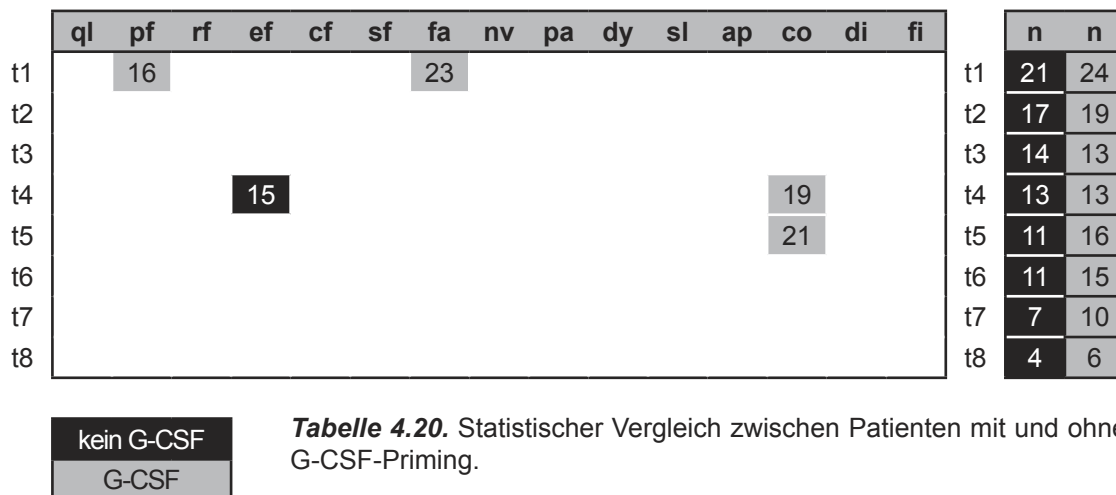 ql pf rf ef cf sf fa nv pa dy sl ap co di fi n n
t1 16 23 t1 21 24
t2 t2 17 19
t3 t3 14 13
t4 15 19 t4 13 13
t5 21 t5 11 16
t6 t6 11 15
t7 t7 7 10
t8 t8 4 6
kein G-CSF
G-CSF
Tabelle 4.20. Statistischer Vergleich zwischen Patienten mit und ohne
G-CSF-Priming.